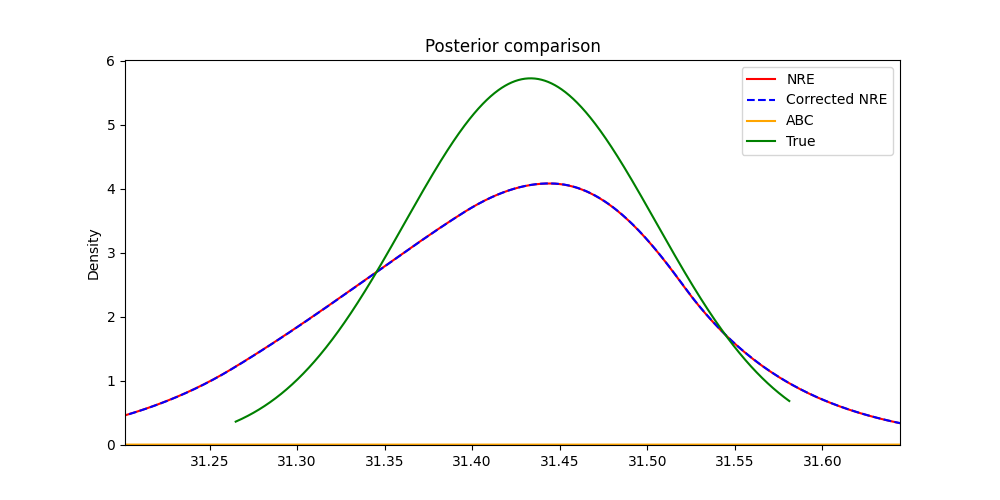 Posterior comparison
NRE
Corrected NRE
ABC
True
Density
6
5
4
3
2
1
0
31.25 31.30 31.35 31.40 31.45 31.50 31.55 31.60